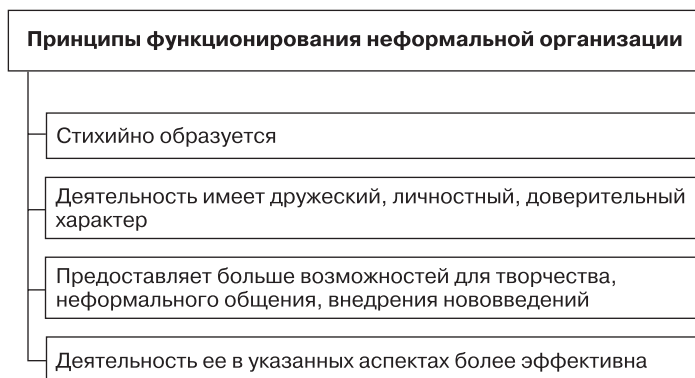 Принципы функционирования неформальной организации
Стихийно образуется
Деятельность имеет дружеский, личностный, доверительный
характер
Предоставляет больше возможностей для творчества,
неформального общения, внедрения нововведений
Деятельность ее в указанных аспектах более эффективна